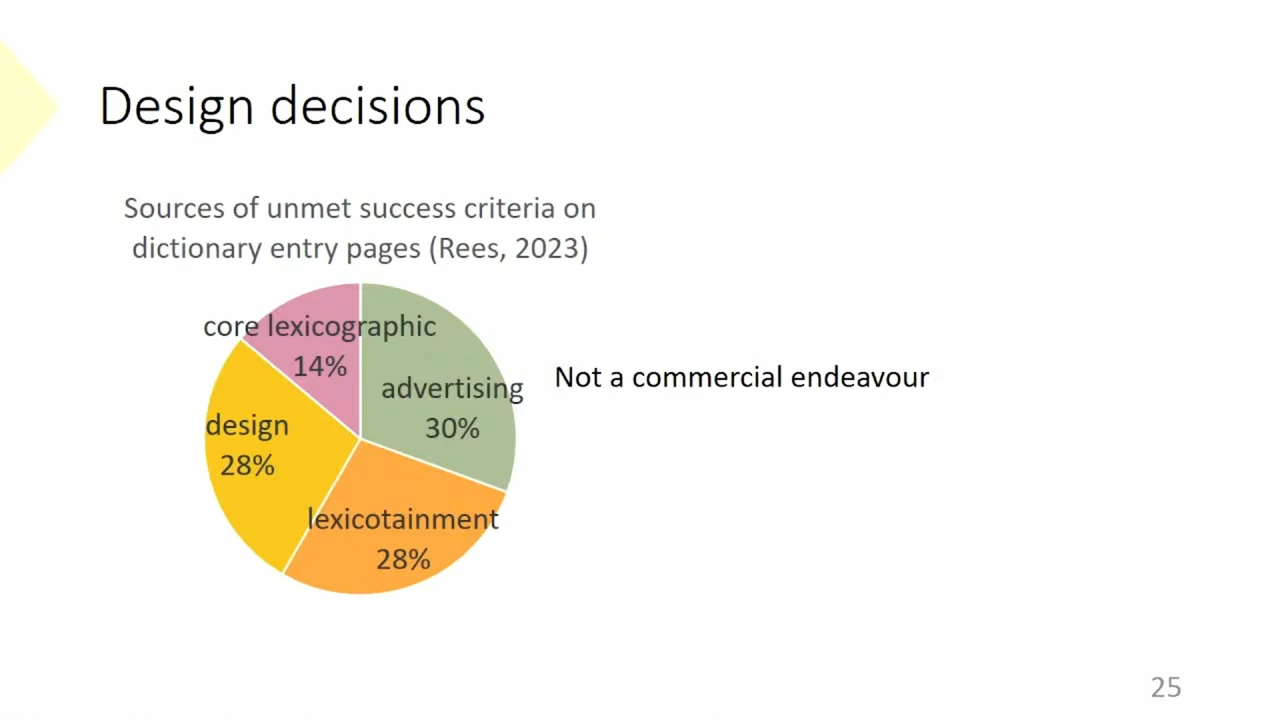 Design decisions
Sources of unmet success criteria on
dictionary entry pages (Rees, 2023)
core lexicographic
14%
advertising
30%
design
28%
lexicotainment
28%
Not a commercial endeavour
25